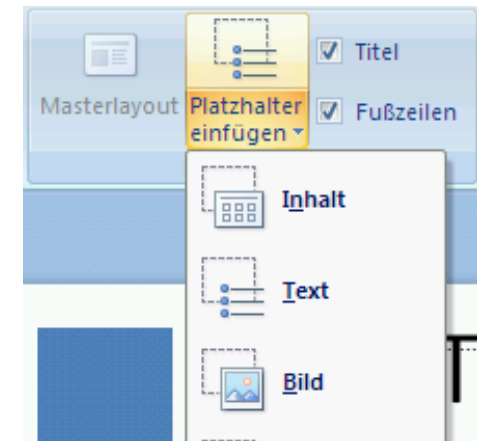 Masterlayout
Platzhalter
einfügen
Titel
Fußzeilen
Inhalt
Text
Bild
T